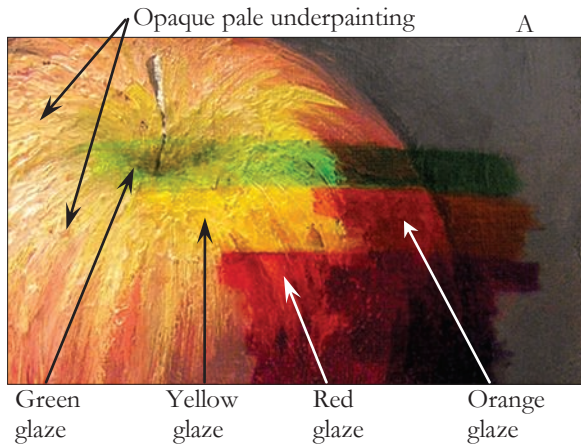 Opaque pale underpainting A
Green Yellow Red Orange
glaze glaze glaze glaze